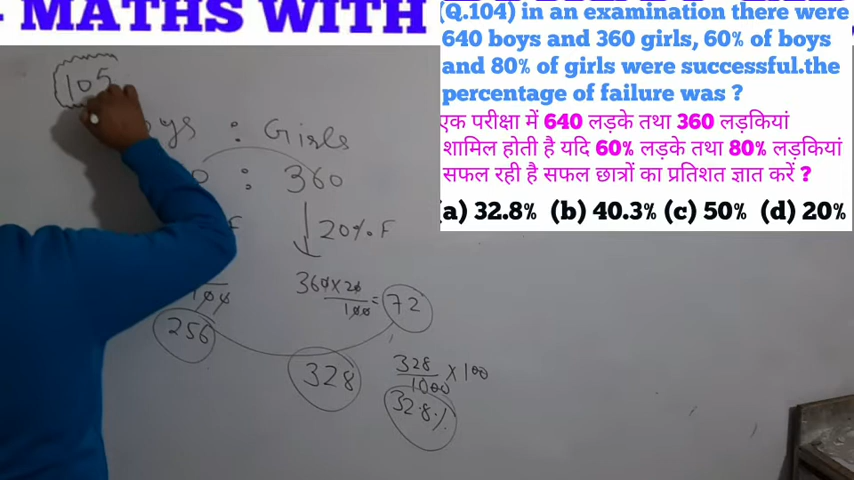 - MATHS WITH
(Q.104) in an examination there were
640 boys and 360 girls, 60% of boys
and 80% of girls were successful.the
percentage of failure was ?
एक परीक्षा में 640 लड़के तथा 360 लड़कियां
शामिल होती है यदि 60% लड़के तथा 80% लड़कियां
सफल रही है सफल छात्रों का प्रतिशत ज्ञात करें ?
a) 32.8% (b) 40.3% (c) 50% (d) 20%
105
oys : Girls
0 : 360
F 20%.F
100
360×20
100
= 72
256
328
328
1000
× 100
32.8%